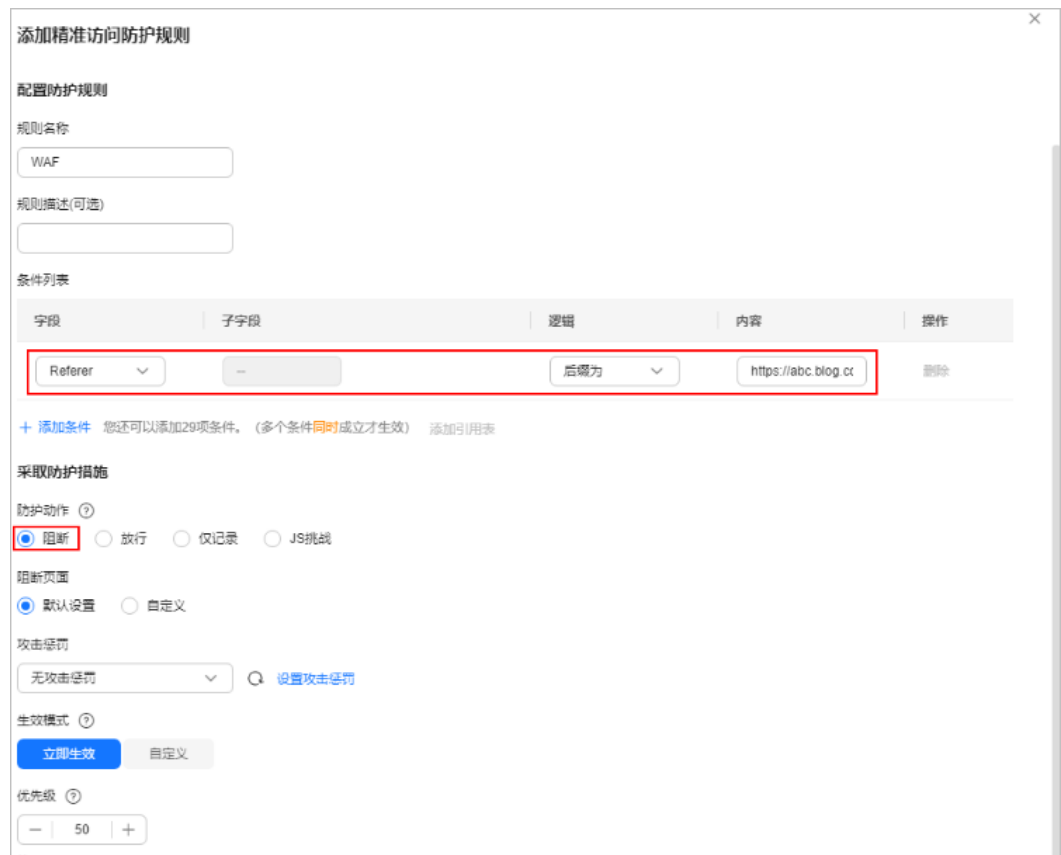 添加精准访问防护规则
配置防护规则
规则名称
WAF
规则描述(可选)
条件列表
字段 子字段 逻辑 内容 操作
Referer -- 后缀为 https://abc.blog.cc 删除
+ 添加条件 您还可以添加29项条件。（多个条件同时成立才生效） 添加引用表
采取防护措施
防护动作 ?
阻断 放行 仅记录 JS挑战
阻断页面
默认设置 自定义
攻击惩罚
无攻击惩罚 设置攻击惩罚
生效模式 ?
立即生效 自定义
优先级 ?
− 50 +